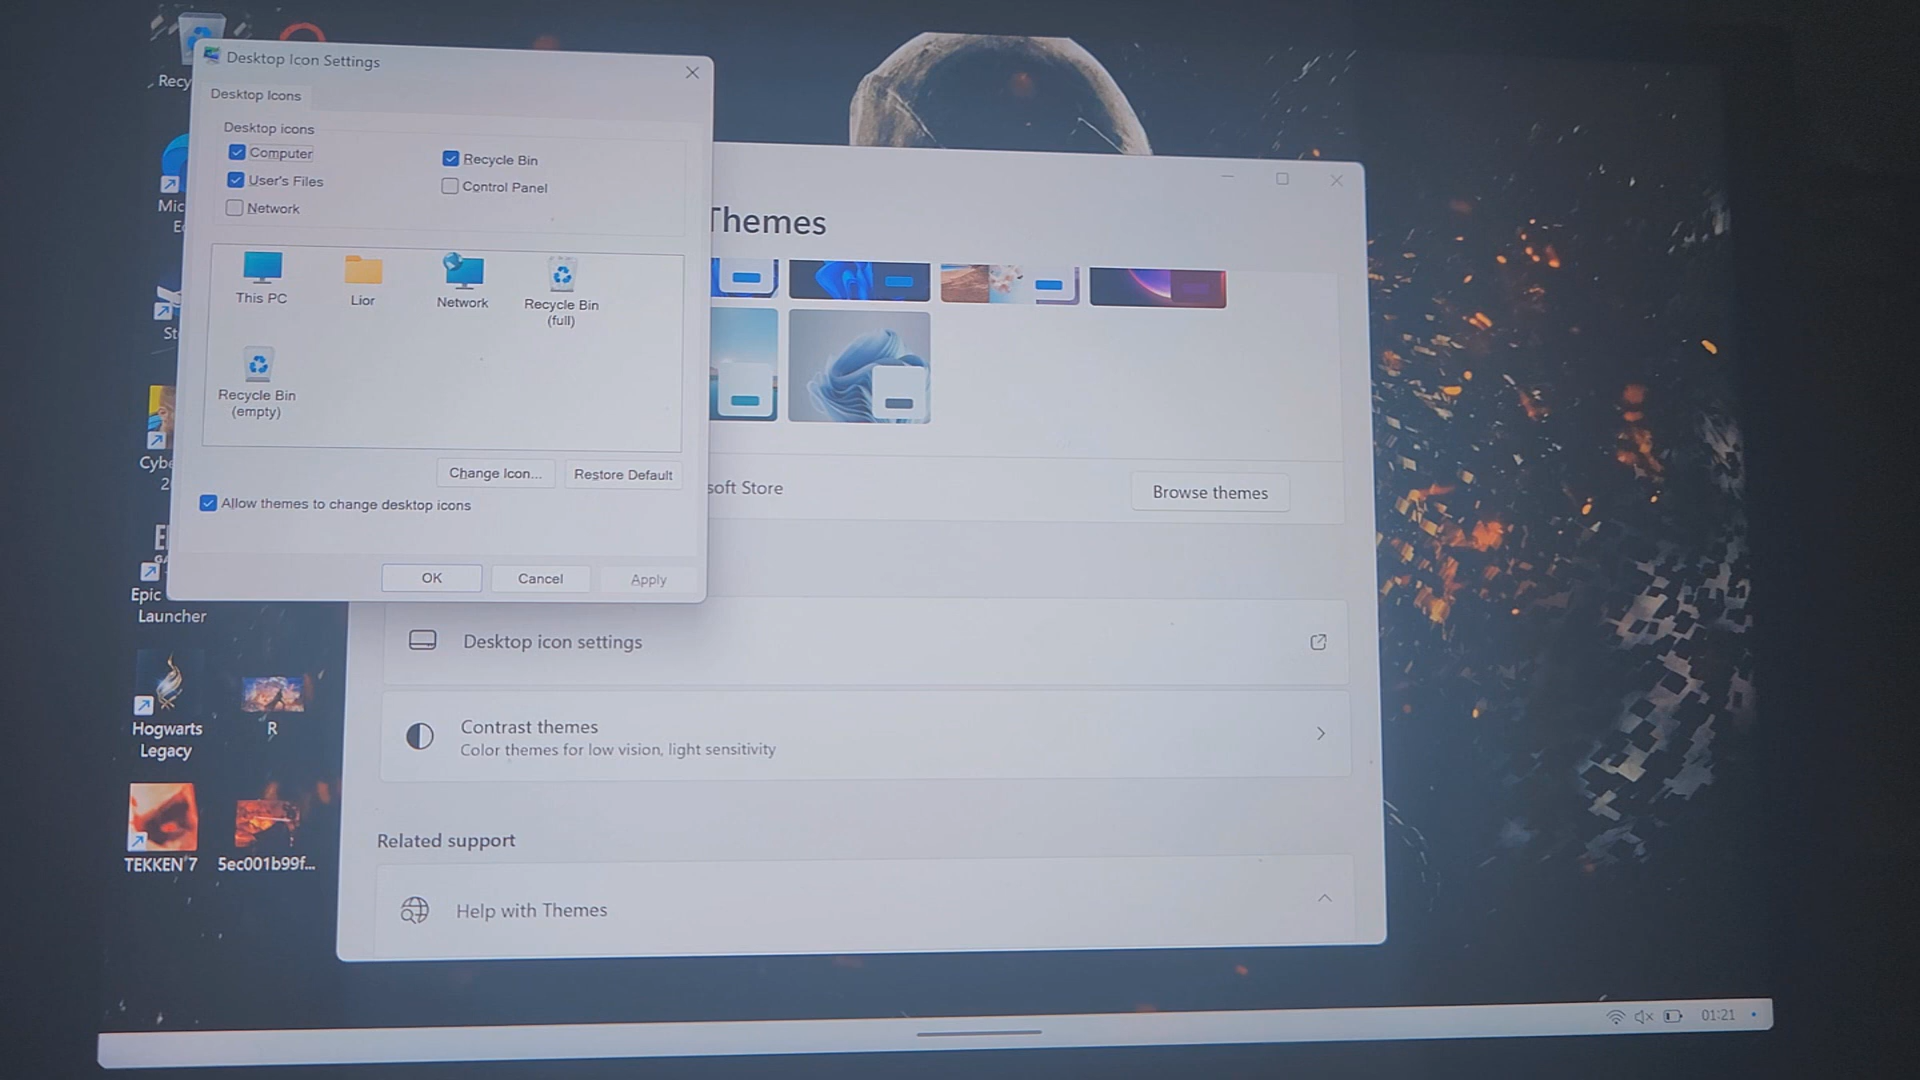 Recy
Desktop Icon Settings
Desktop Icons
Desktop icons
Computer
Recycle Bin
User's Files
Control Panel
Network
This PC
Lior
Network
Recycle Bin
(full)
Recycle Bin
(empty)
Change Icon...
Restore Default
Allow themes to change desktop icons
OK
Cancel
Apply
Themes
soft Store
Browse themes
Desktop icon settings
Contrast themes
Color themes for low vision, light sensitivity
Related support
Help with Themes
Mic
St
Cybe
2
Epic
Launcher
Hogwarts
Legacy
R
TEKKEN 7
5ec001b99f...
01:21